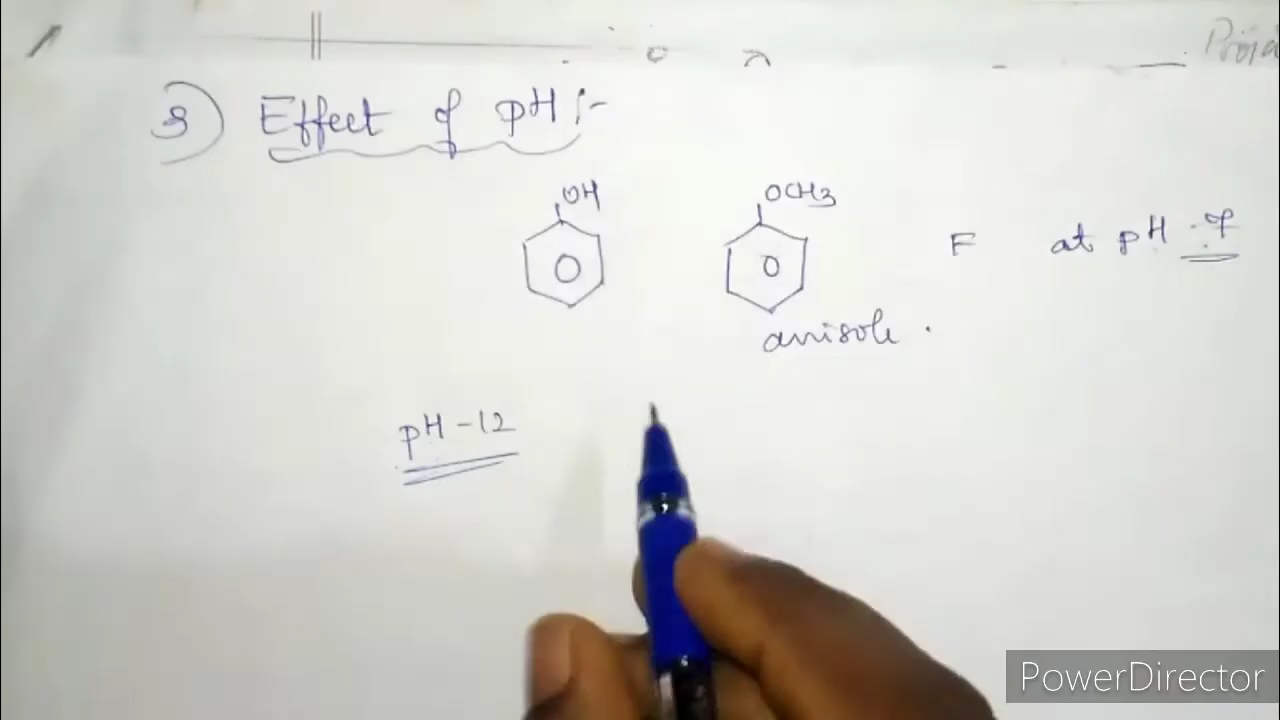 3) Effect of pH :-
OH OCH3 F at pH - 7
anisole .
pH - 12
PowerDirector